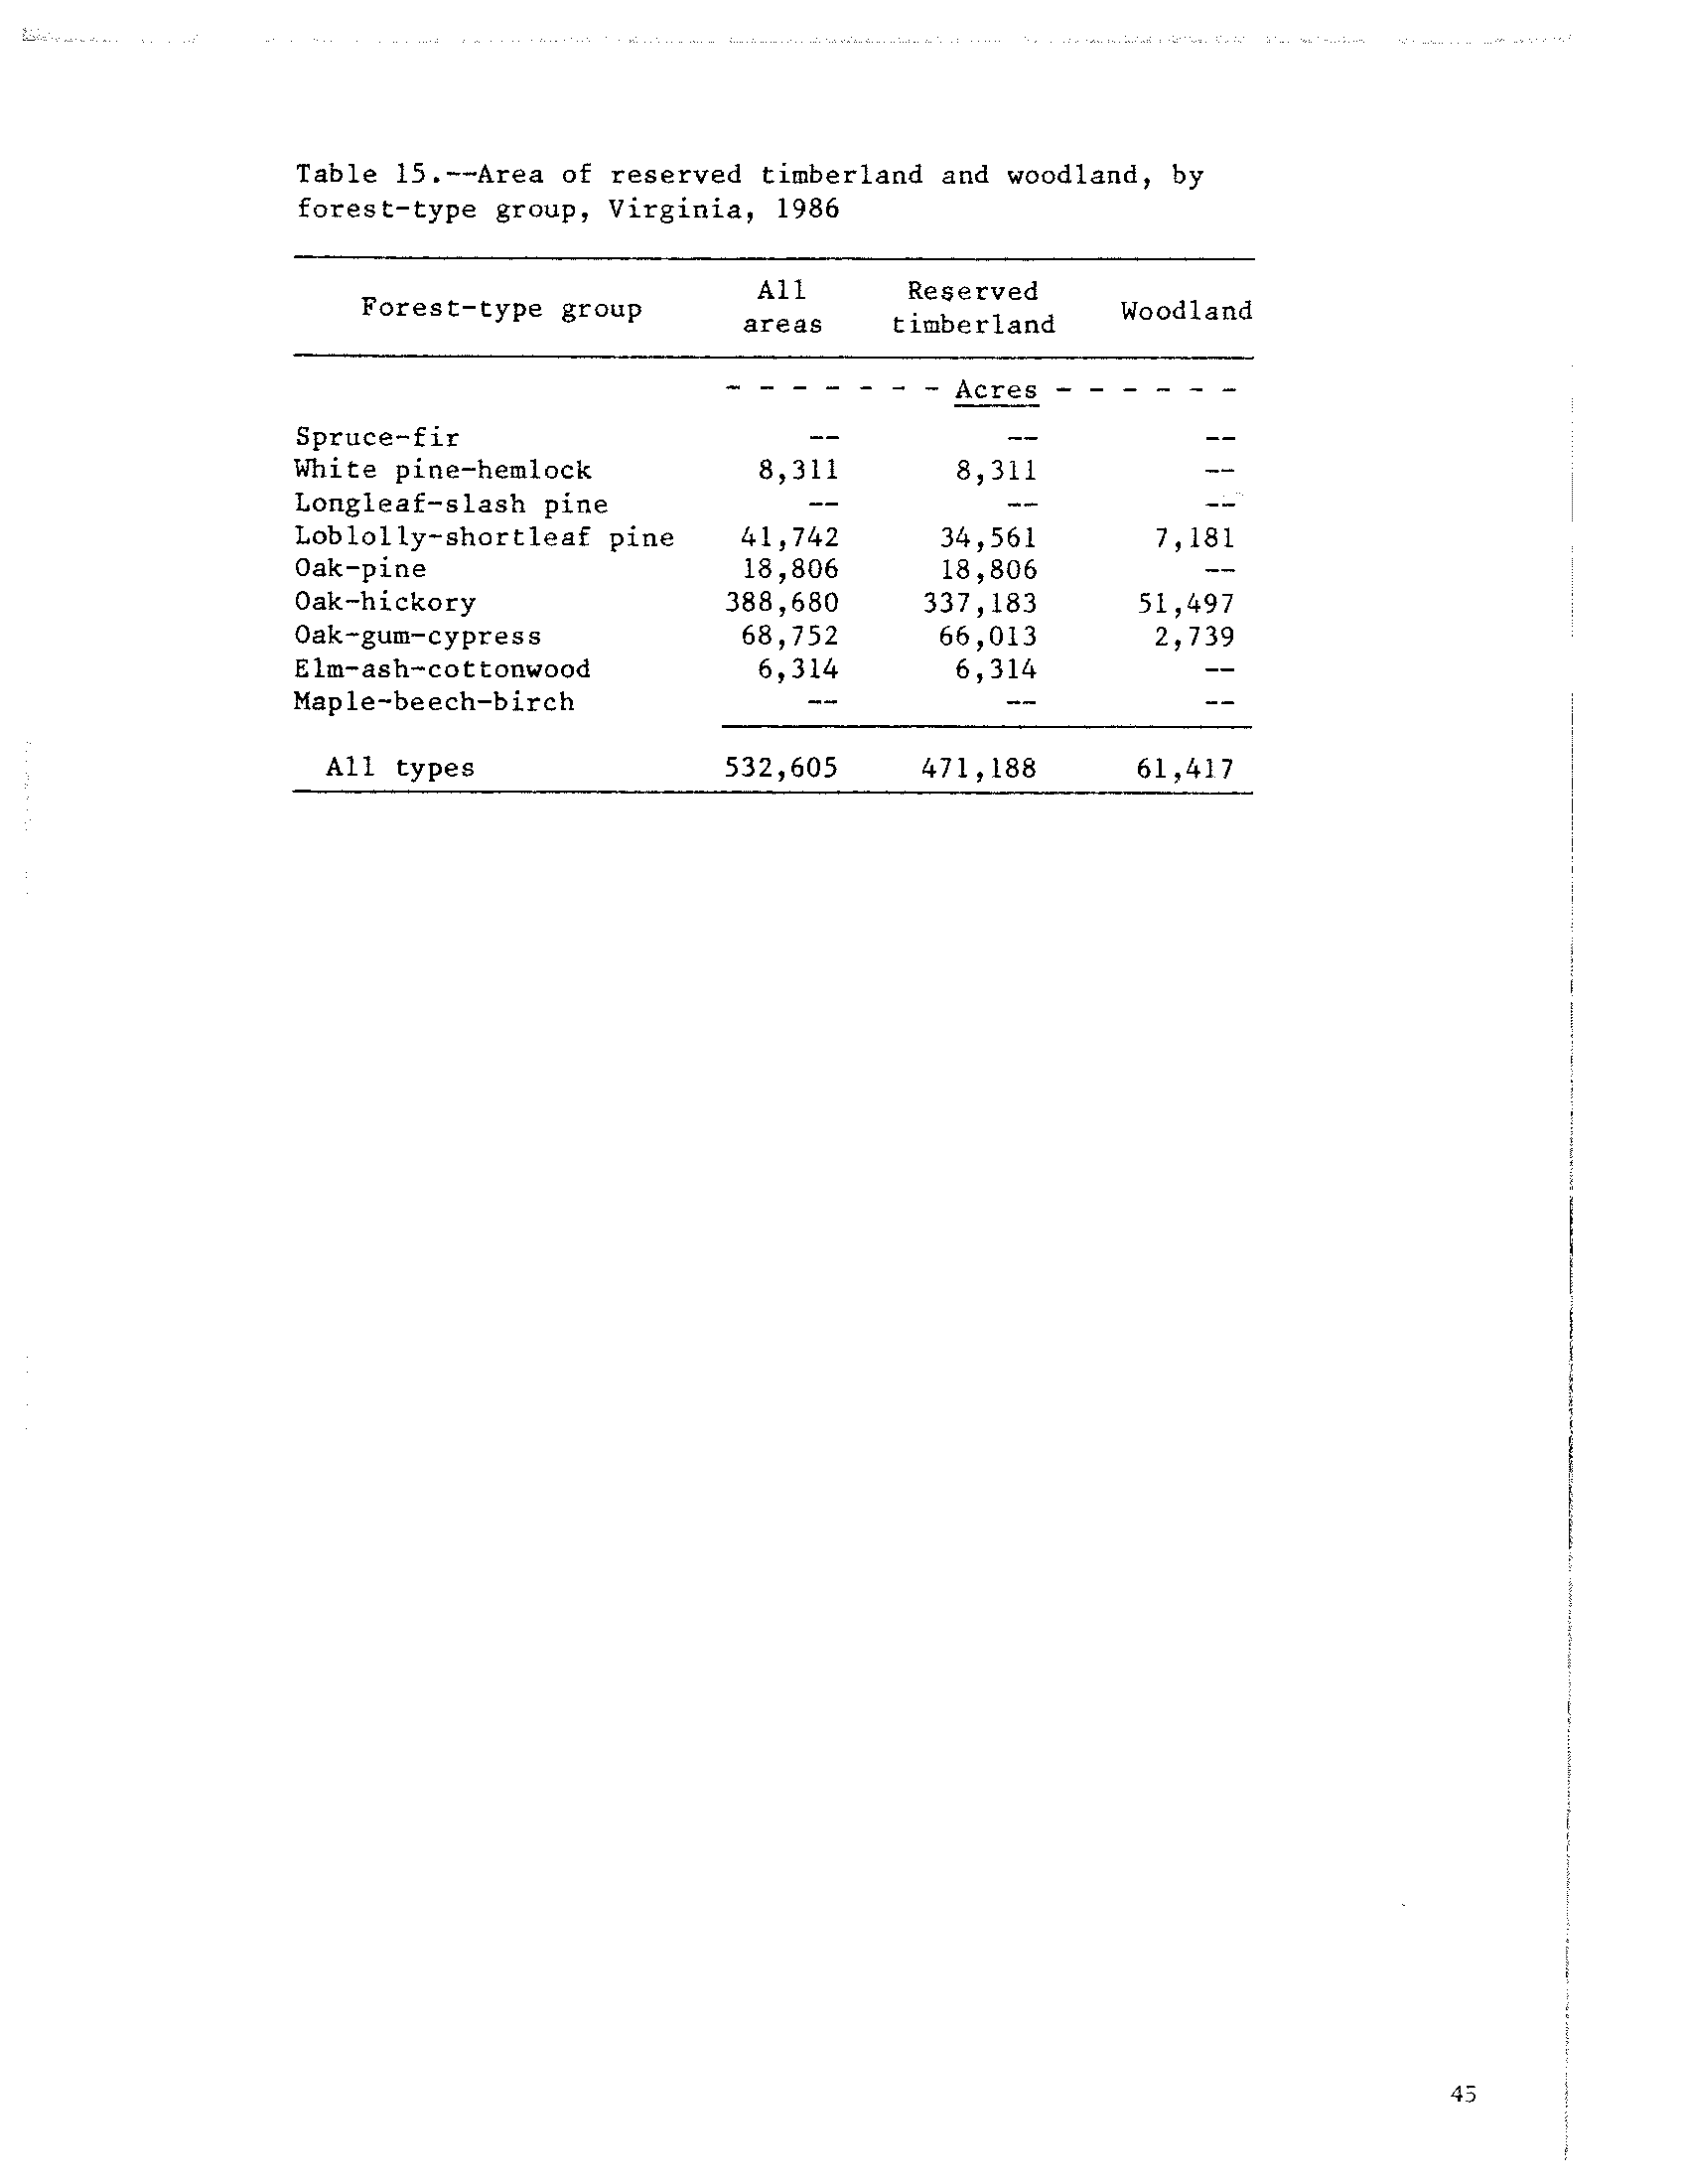 Table 15.--Area of reserved timberland and woodland, by
forest-type group, Virginia, 1986
Forest-type group All areas Reserved timberland Woodland
- - - - - - - Acres - - - - - -
Spruce-fir -- -- --
White pine-hemlock 8,311 8,311 --
Longleaf-slash pine -- -- --
Loblolly-shortleaf pine 41,742 34,561 7,181
Oak-pine 18,806 18,806 --
Oak-hickory 388,680 337,183 51,497
Oak-gum-cypress 68,752 66,013 2,739
Elm-ash-cottonwood 6,314 6,314 --
Maple-beech-birch -- -- --
All types 532,605 471,188 61,417
45